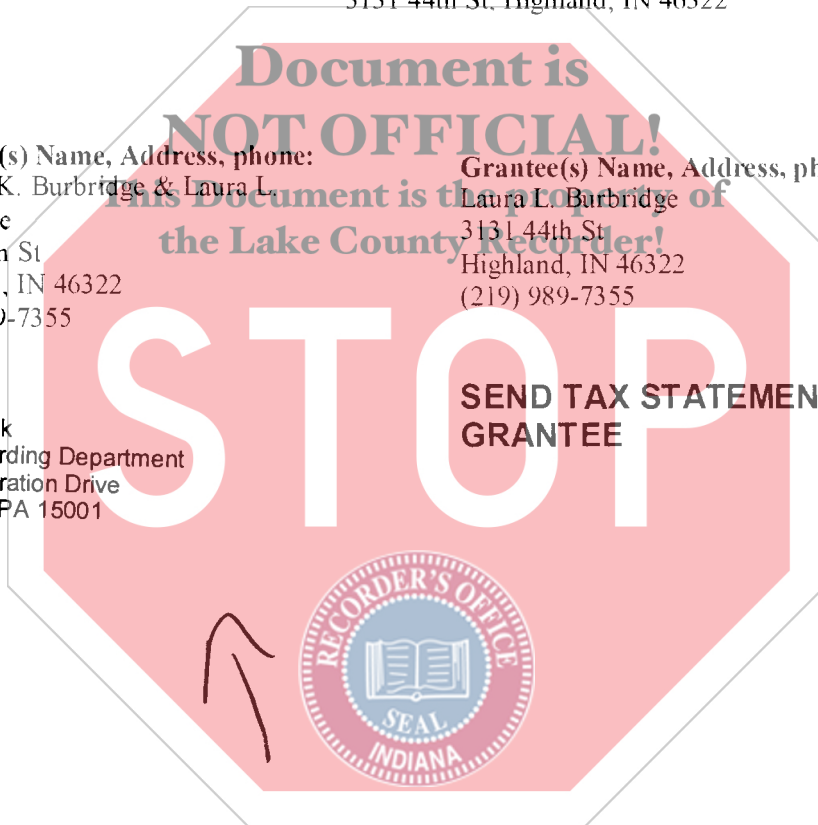 3131 44th St, Highland, IN 46322
Document is
NOT OFFICIAL!
This Document is the property of
the Lake County Recorder!
(s) Name, Address, phone:
K. Burbridge & Laura L.
e
h St
, IN 46322
9-7355
Grantee(s) Name, Address, ph
Laura L. Burbridge
3131 44th St
Highland, IN 46322
(219) 989-7355
STOP
SEND TAX STATEMEN
GRANTEE
k
rding Department
ration Drive
PA 15001
RECORDER'S OFFICE
SEAL
INDIANA